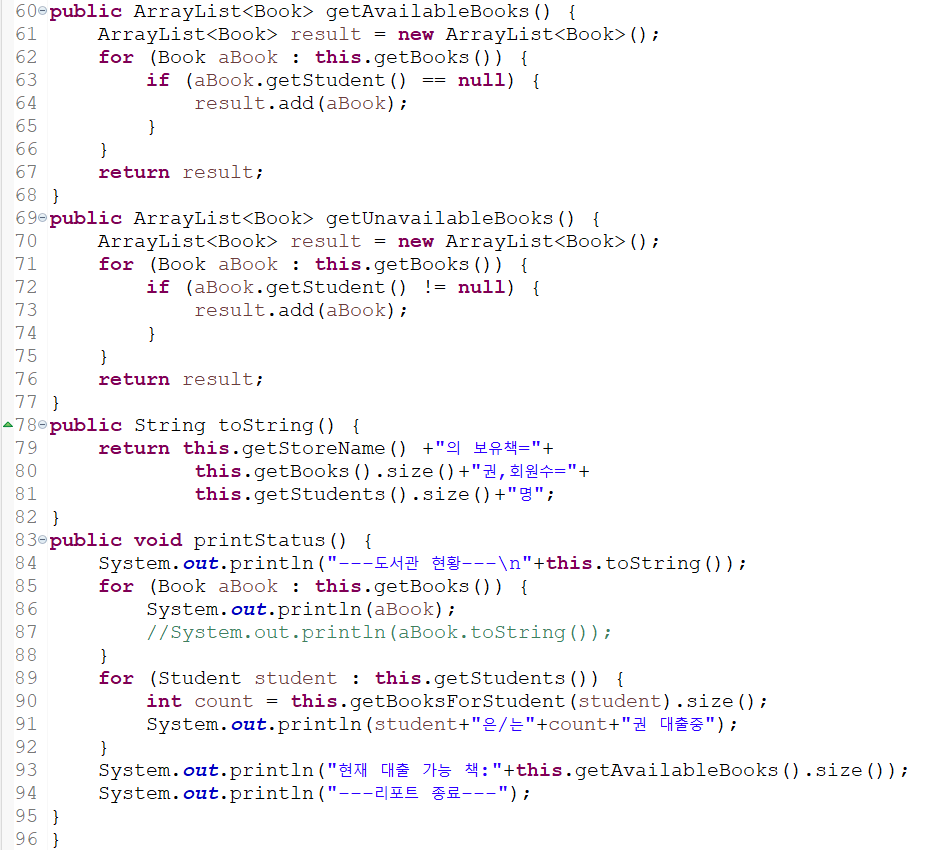 60 public ArrayList<Book> getAvailableBooks() {
61     ArrayList<Book> result = new ArrayList<Book>();
62     for (Book aBook : this.getBooks()) {
63         if (aBook.getStudent() == null) {
64             result.add(aBook);
65         }
66     }
67     return result;
68 }
69 public ArrayList<Book> getUnavailableBooks() {
70     ArrayList<Book> result = new ArrayList<Book>();
71     for (Book aBook : this.getBooks()) {
72         if (aBook.getStudent() != null) {
73             result.add(aBook);
74         }
75     }
76     return result;
77 }
78 public String toString() {
79     return this.getStoreName() +"의 보유책="+
80             this.getBooks().size()+"권,회원수="+
81             this.getStudents().size()+"명";
82 }
83 public void printStatus() {
84     System.out.println("---도서관 현황---\n"+this.toString());
85     for (Book aBook : this.getBooks()) {
86         System.out.println(aBook);
87         //System.out.println(aBook.toString());
88     }
89     for (Student student : this.getStudents()) {
90         int count = this.getBooksForStudent(student).size();
91         System.out.println(student+"은/는"+count+"권 대출중");
92     }
93     System.out.println("현재 대출 가능 책:"+this.getAvailableBooks().size());
94     System.out.println("---리포트 종료---");
95 }
96 }